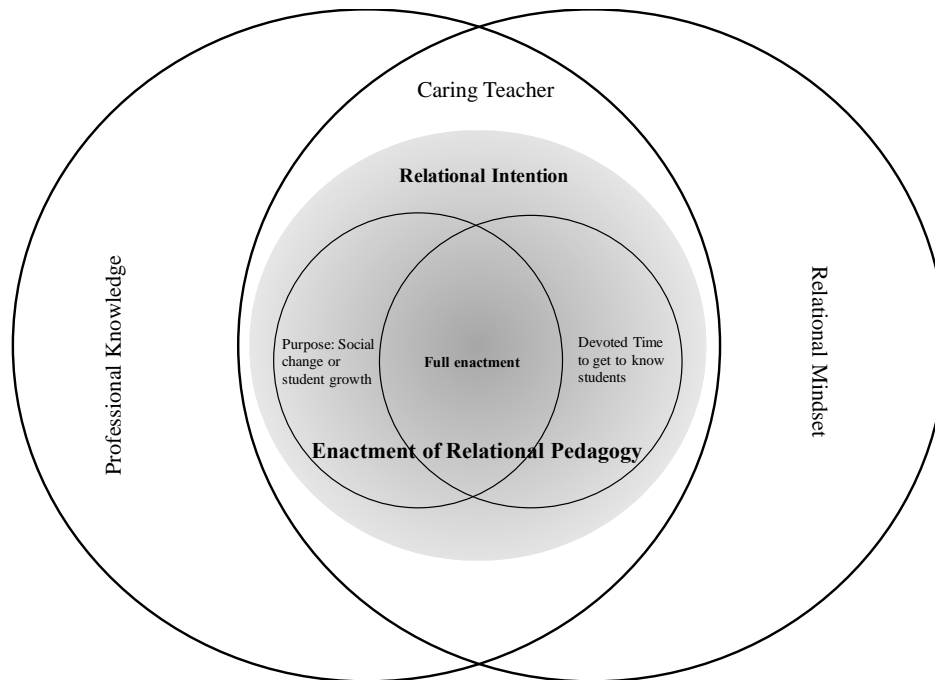 Caring Teacher
Relational Intention
Professional Knowledge
Relational Mindset
Purpose: Social
change or
student growth
Full enactment
Devoted Time
to get to know
students
Enactment of Relational Pedagogy